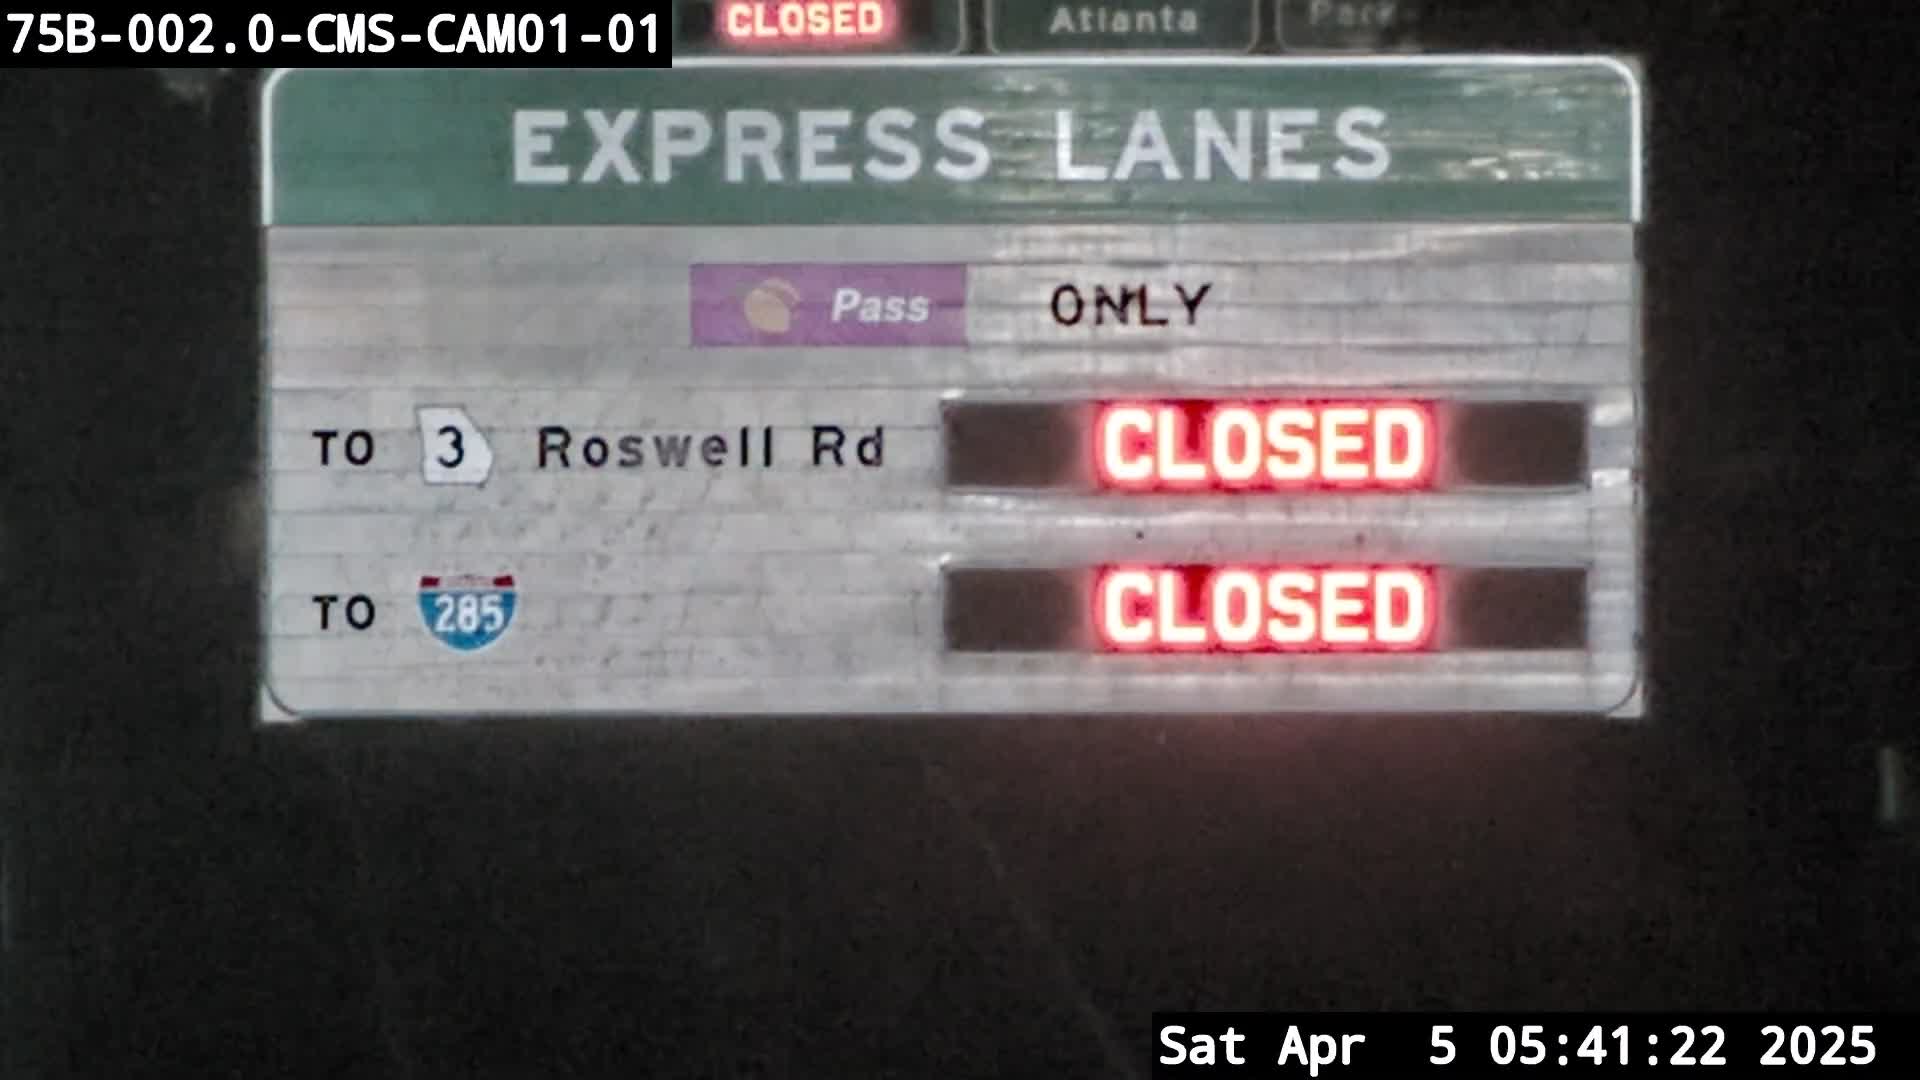 75B-002.0-CMS-CAM01-01
CLOSED
Atlanta
EXPRESS LANES
Pass ONLY
TO 3 Roswell Rd CLOSED
TO 285 CLOSED
Sat Apr 5 05:41:22 2025